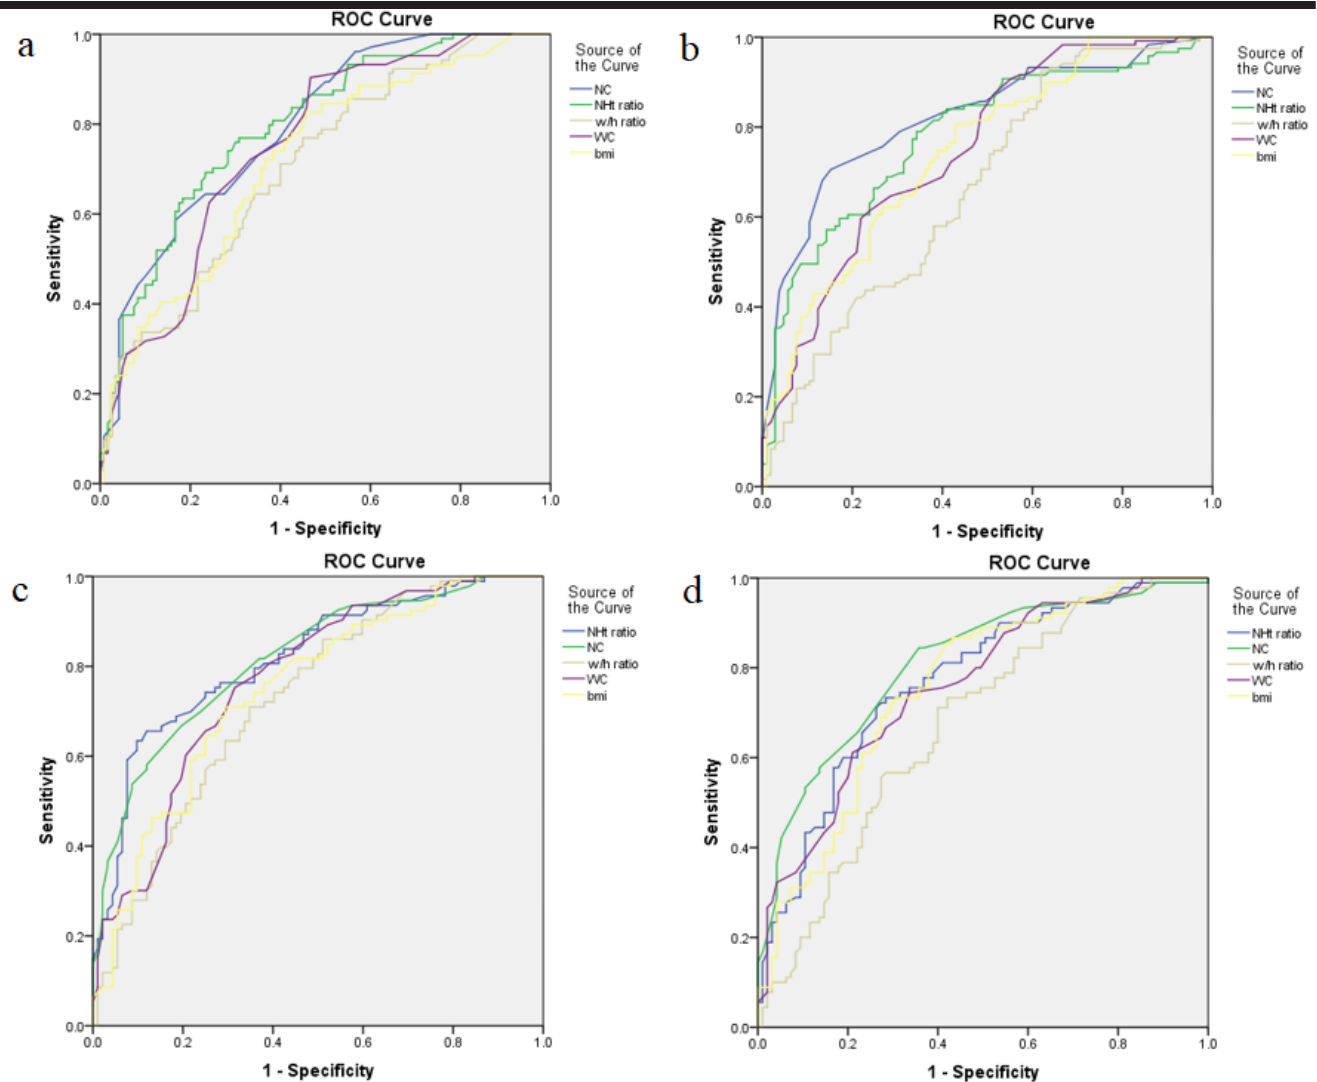 a
ROC Curve
Source of
the Curve
NC
NHt ratio
w/h ratio
WC
bmi
1.0
0.8
0.6
0.4
0.2
0.0
Sensitivity
0.0 0.2 0.4 0.6 0.8 1.0
1 - Specificity
b
ROC Curve
Source of
the Curve
NC
NHt ratio
w/h ratio
WC
bmi
1.0
0.8
0.6
0.4
0.2
0.0
Sensitivity
0.0 0.2 0.4 0.6 0.8 1.0
1 - Specificity
c
ROC Curve
Source of
the Curve
NHt ratio
NC
w/h ratio
WC
bmi
1.0
0.8
0.6
0.4
0.2
0.0
Sensitivity
0.0 0.2 0.4 0.6 0.8 1.0
1 - Specificity
d
ROC Curve
Source of
the Curve
NHt ratio
NC
w/h ratio
WC
bmi
1.0
0.8
0.6
0.4
0.2
0.0
Sensitivity
0.0 0.2 0.4 0.6 0.8 1.0
1 - Specificity